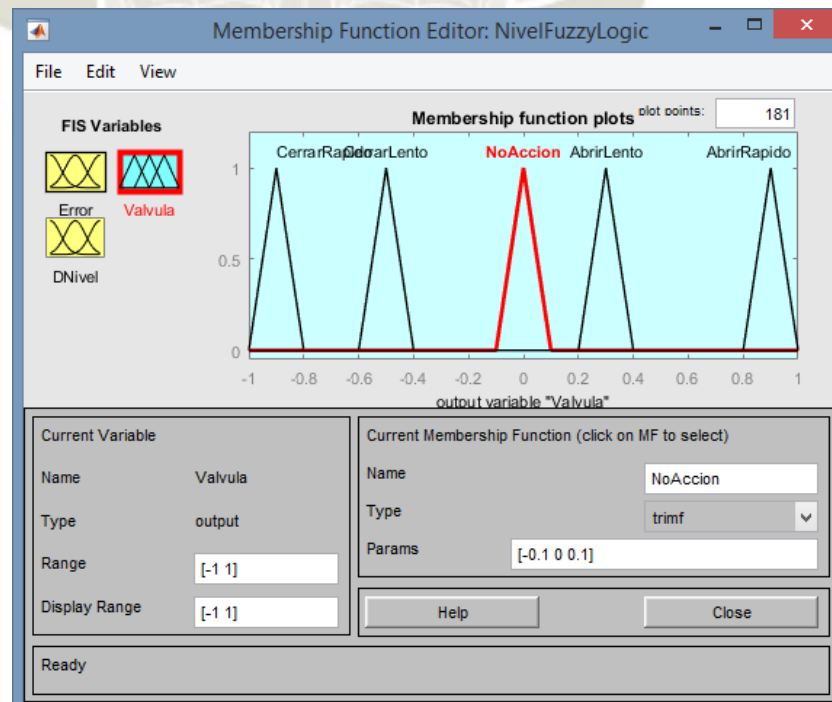 Membership Function Editor: NivelFuzzyLogic
File Edit View
FIS Variables
Error
Valvula
DNivel
Membership function plots plot points: 181
CerrarRapido CerrarLento NoAccion AbrirLento AbrirRapido
1
0.5
0
-1 -0.8 -0.6 -0.4 -0.2 0 0.2 0.4 0.6 0.8 1
output variable "Valvula"
Current Variable
Name Valvula
Type output
Range [-1 1]
Display Range [-1 1]
Current Membership Function (click on MF to select)
Name NoAccion
Type trimf
Params [-0.1 0 0.1]
Help Close
Ready